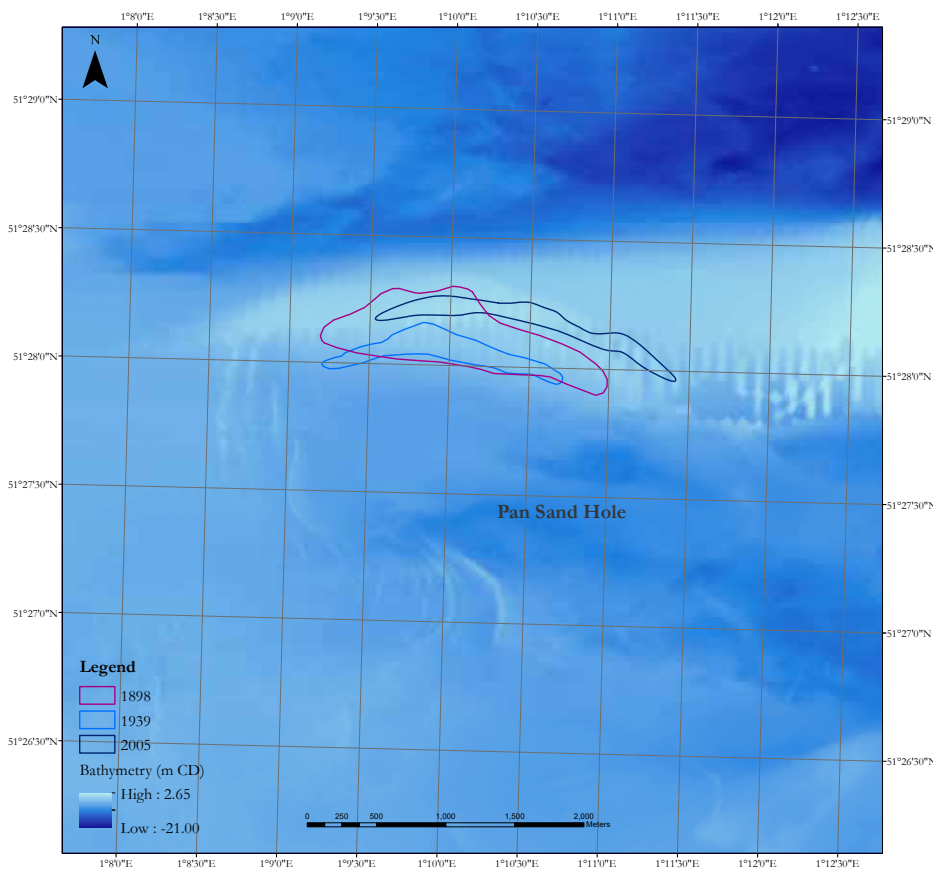 1°8'0"E 1°8'30"E 1°9'0"E 1°9'30"E 1°10'0"E 1°10'30"E 1°11'0"E 1°11'30"E 1°12'0"E 1°12'30"E
N
51°29'0"N
51°29'0"N
51°28'30"N
51°28'30"N
51°28'0"N
51°28'0"N
51°27'30"N
51°27'30"N
Pan Sand Hole
51°27'0"N
51°27'0"N
51°26'30"N
51°26'30"N
Legend
1898
1939
2005
Bathymetry (m CD)
High : 2.65
Low : -21.00
0 250 500 1,000 1,500 2,000
Meters
1°8'0"E 1°8'30"E 1°9'0"E 1°9'30"E 1°10'0"E 1°10'30"E 1°11'0"E 1°11'30"E 1°12'0"E 1°12'30"E